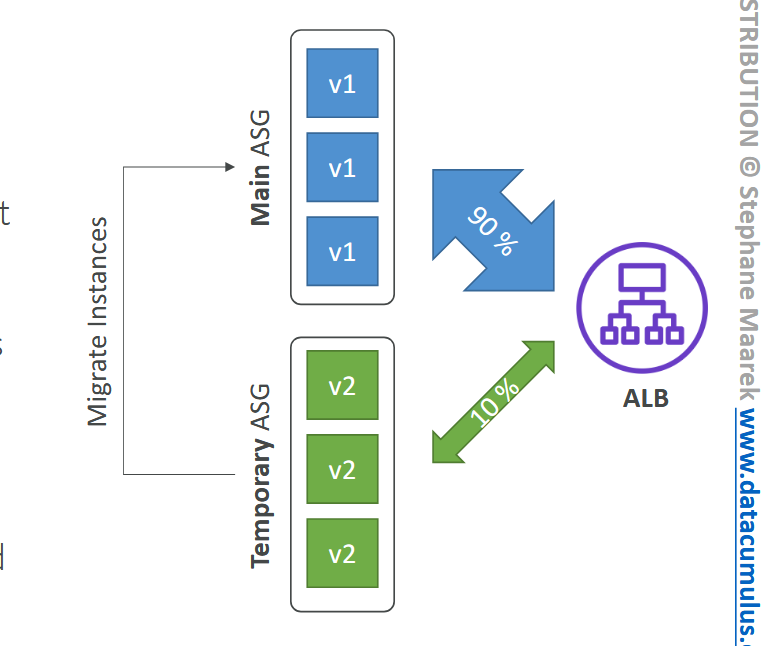 t
s
d
Migrate Instances
Main ASG
v1
v1
v1
90 %
Temporary ASG
v2
v2
v2
10 %
ALB
STRIBUTION © Stephane Maarek www.datacumulus.